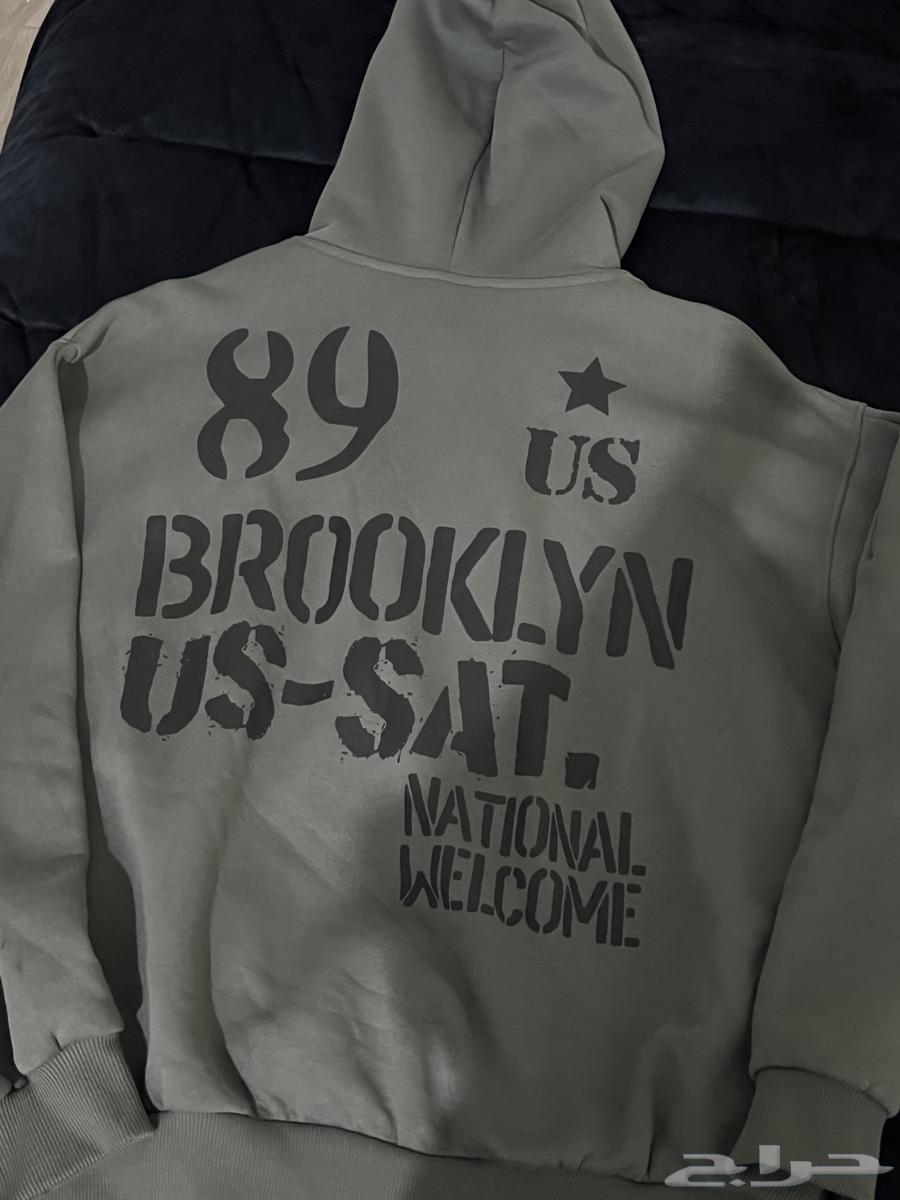 89
US
BROOKLYN
US-SAT.
NATIONAL
WELCOME
حراج